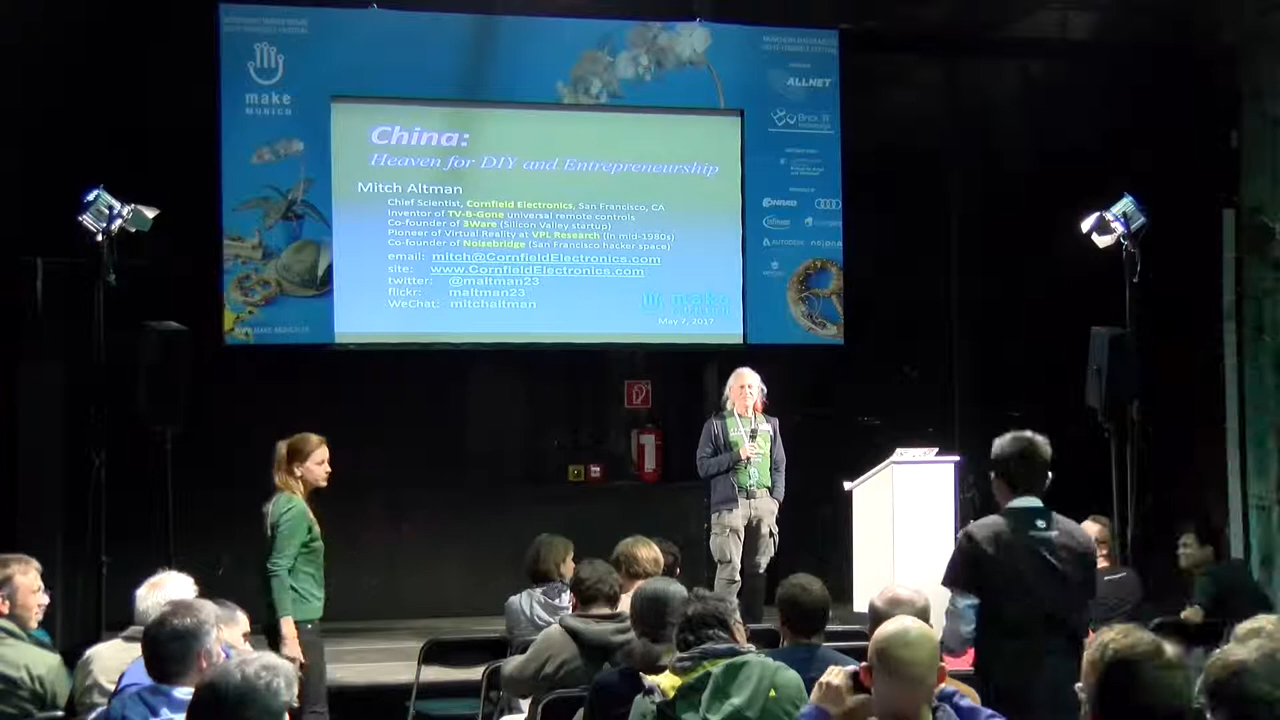 make
MUNICH
ALLNET
China:
Heaven for DIY and Entrepreneurship
Mitch Altman
Chief Scientist, Cornfield Electronics, San Francisco, CA
Inventor of TV-B-Gone universal remote controls
Co-founder of 3Ware (Silicon Valley startup)
Pioneer of Virtual Reality at VPL Research (in mid-1980s)
Co-founder of Noisebridge (San Francisco hacker space)
email: mitch@CornfieldElectronics.com
site: www.CornfieldElectronics.com
twitter: @maltman23
flickr: maltman23
WeChat: mitchaltman
make
May 7, 2017
CONRAD
Infineon
AUTODESK